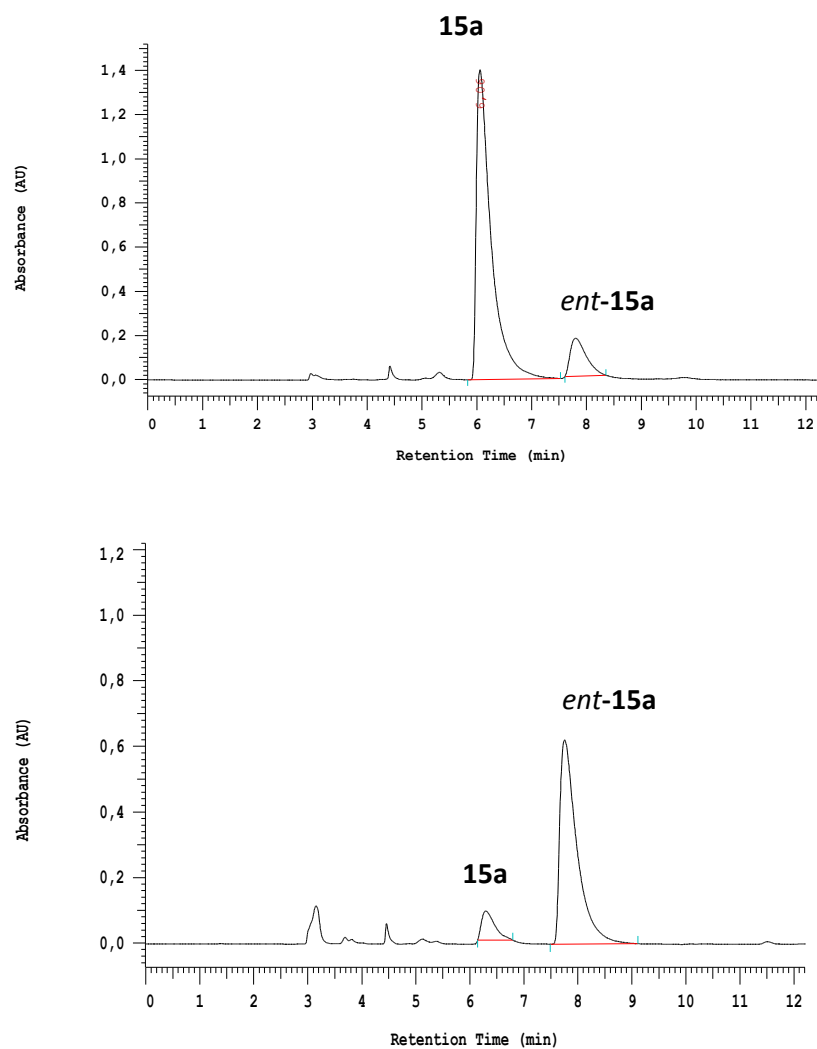 15a
1,4
1,2
1,0
0,8
0,6
0,4
0,2
0,0
Absorbance (AU)
6,06
ent-15a
0 1 2 3 4 5 6 7 8 9 10 11 12
Retention Time (min)
1,2
1,0
0,8
0,6
0,4
0,2
0,0
Absorbance (AU)
ent-15a
15a
0 1 2 3 4 5 6 7 8 9 10 11 12
Retention Time (min)